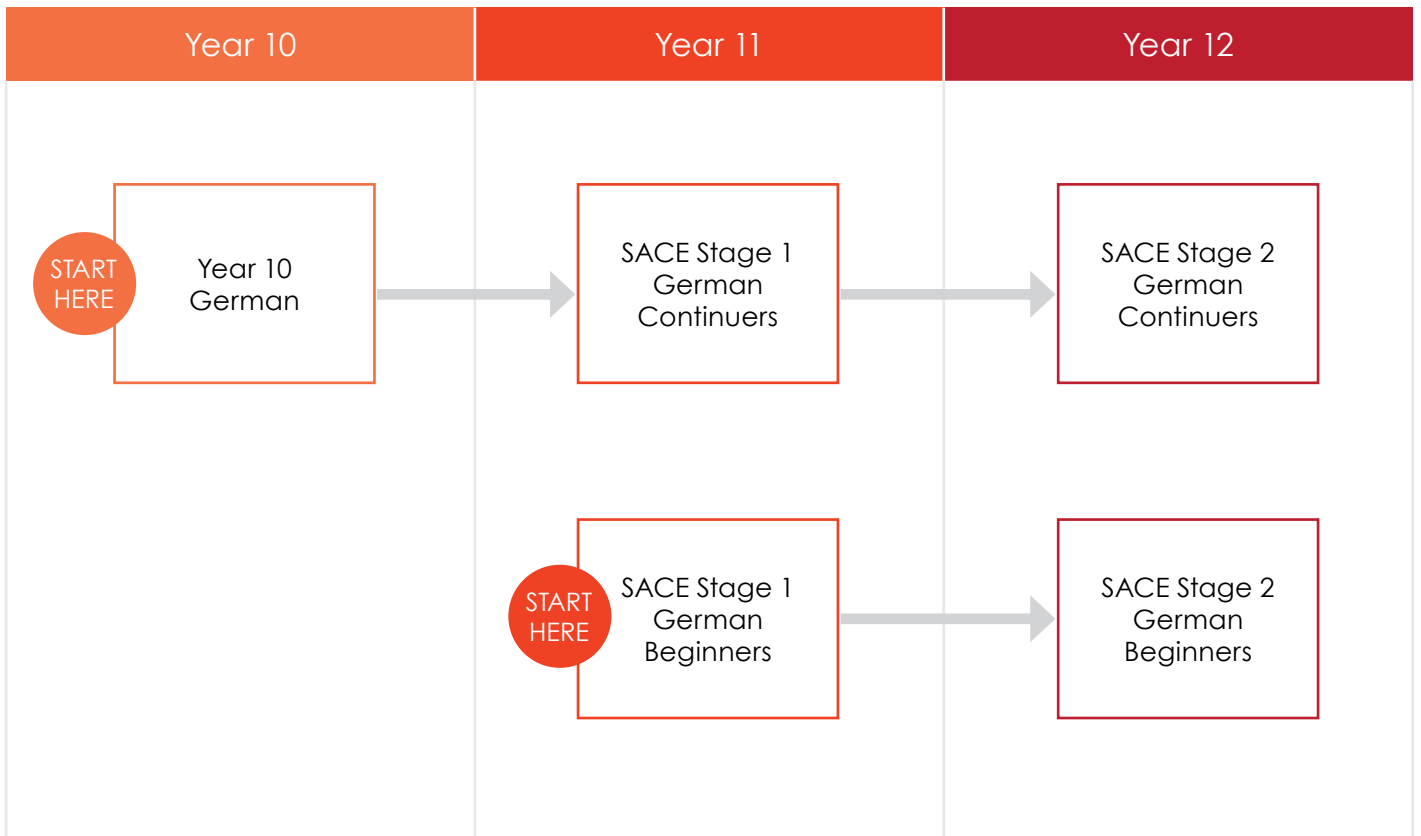 Year 10
Year 11
Year 12
START
HERE
Year 10
German
SACE Stage 1
German
Continuers
SACE Stage 2
German
Continuers
START
HERE
SACE Stage 1
German
Beginners
SACE Stage 2
German
Beginners